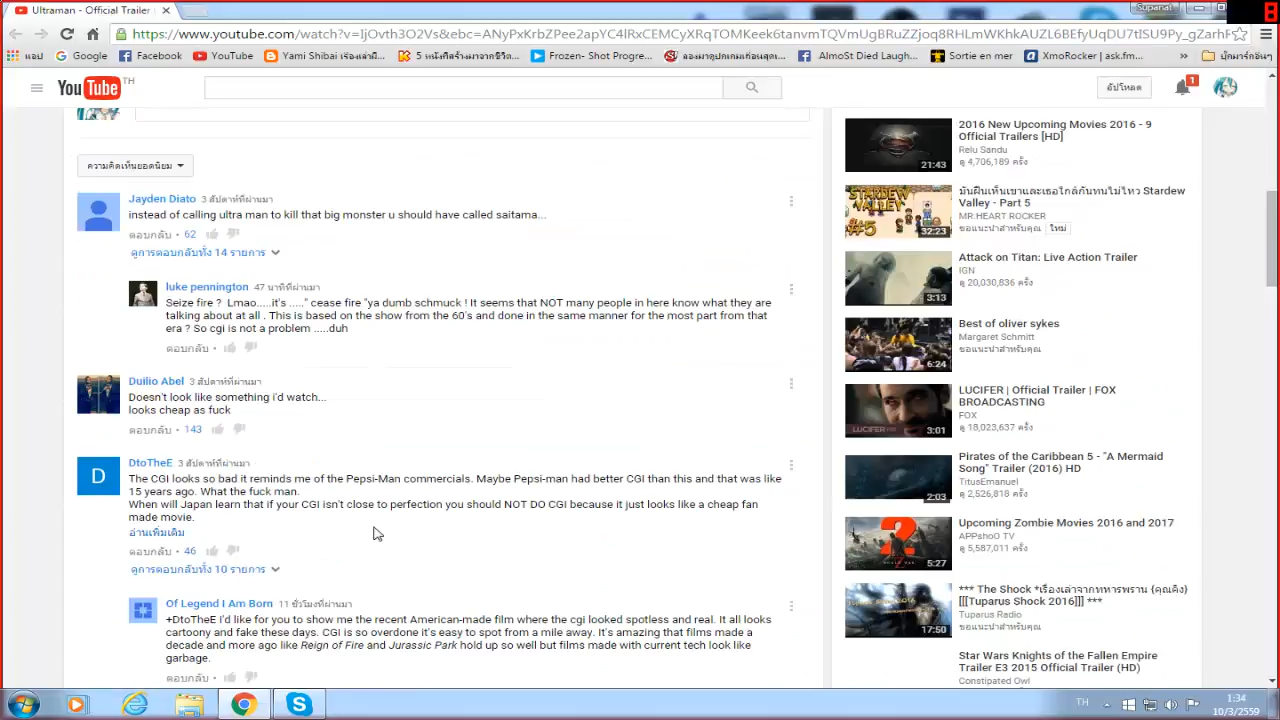 Ultraman - Official Trailer
Supanat
https://www.youtube.com/watch?v=IjOvth3O2Vs&ebc=
แอป
Google
Facebook
YouTube
Yami Shibai เรื่องเล่าผี...
5 หนังสือร้างมาจากชีวิต...
Frozen- Shot Progre...
AlmoSt Died Laugh...
Sortie en mer
XmoRocker | ask.fm...
»
YouTube TH
อัปโหลด
1
ความคิดเห็นยอดนิยม
Jayden Diato 3 สัปดาห์ที่ผ่านมา
instead of calling ultra man to kill that big monster u should have called saitama...
ตอบกลับ · 62
ดูการตอบกลับทั้ง 14 รายการ
luke pennington 47 นาทีที่ผ่านมา
Seize fire ? Lmao.....it's ....." cease fire "ya dumb schmuck ! It seems that NOT many people in here know what they are
talking about at all . This is based on the show from the 60's and done in the same manner for the most part from that
era ? So cgi is not a problem .....duh
ตอบกลับ ·
Duilio Abel 3 สัปดาห์ที่ผ่านมา
Doesn't look like something i'd watch...
looks cheap as fuck
ตอบกลับ · 143
D
DtoTheE 3 สัปดาห์ที่ผ่านมา
The CGI looks so bad it reminds me of the Pepsi-Man commercials. Maybe Pepsi-man had better CGI than this and that was like
15 years ago. What the fuck man.
When will Japan learn that if your CGI isn't close to perfection you should NOT DO CGI because it just looks like a cheap fan
made movie.
อ่านเพิ่มเติม
ตอบกลับ · 46
ดูการตอบกลับทั้ง 10 รายการ
Of Legend I Am Born 11 ชั่วโมงที่ผ่านมา
+DtoTheE I'd like for you to show me the recent American-made film where the cgi looked spotless and real. It all looks
cartoony and fake these days. CGI is so overdone it's easy to spot from a mile away. It's amazing that films made a
decade and more ago like Reign of Fire and Jurassic Park hold up so well but films made with current tech look like
garbage.
ตอบกลับ ·
21:43
2016 New Upcoming Movies 2016 - 9
Official Trailers [HD]
Relu Sandu
ดู 4,706,189 ครั้ง
STARDEW
VALLEY
#5
32:23
มันฝืนเห็นเขาและเธอใกล้กันทนไม่ไหว Stardew
Valley - Part 5
MR.HEART ROCKER
ขอแนะนำสำหรับคุณ ใหม่
3:13
Attack on Titan: Live Action Trailer
IGN
ดู 20,030,836 ครั้ง
6:24
Best of oliver sykes
Margaret Schmitt
ขอแนะนำสำหรับคุณ
LUCIFER
3:01
LUCIFER | Official Trailer | FOX
BROADCASTING
FOX
ดู 18,023,637 ครั้ง
2:03
Pirates of the Caribbean 5 - "A Mermaid
Song" Trailer (2016) HD
TitusEmanuel
ดู 2,526,818 ครั้ง
2
5:27
Upcoming Zombie Movies 2016 and 2017
APPshoO TV
ดู 5,587,011 ครั้ง
17:50
*** The Shock *เรื่องเล่าจากทหารพราน (คุณคิง)
[[[Tuparus Shock 2016]]] ***
Tuparus Radio
ขอแนะนำสำหรับคุณ
Star Wars Knights of the Fallen Empire
Trailer E3 2015 Official Trailer (HD)
Constipated Owl
TH
1:34
10/3/2559